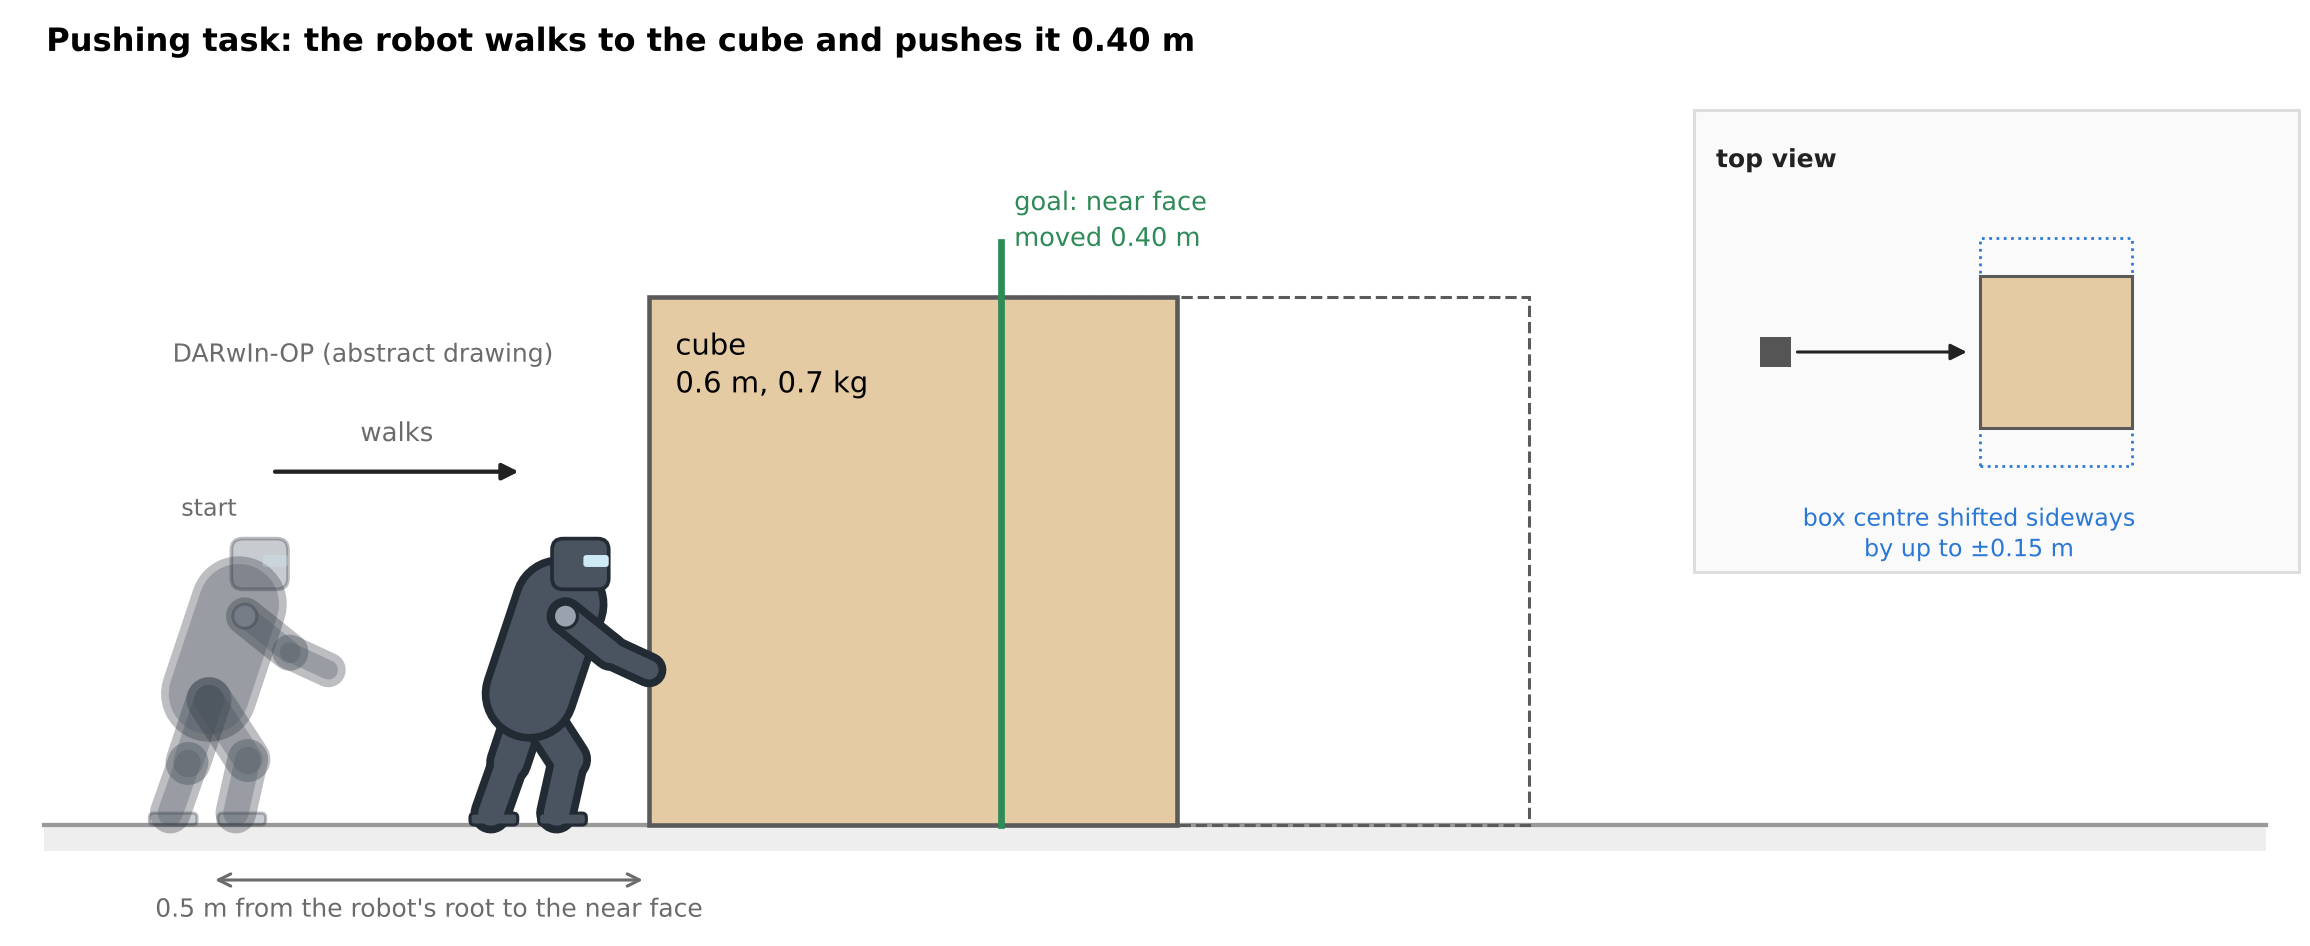 Pushing task: the robot walks to the cube and pushes it 0.40 m
top view
goal: near face
moved 0.40 m
DARwIn-OP (abstract drawing)
cube
0.6 m, 0.7 kg
walks
start
box centre shifted sideways
by up to ±0.15 m
0.5 m from the robot's root to the near face